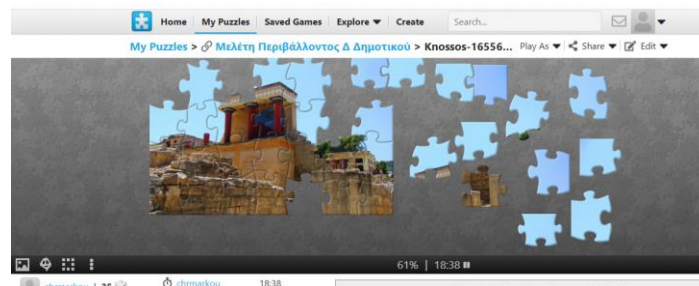 Home My Puzzles Saved Games Explore Create Search...
My Puzzles > Μελέτη Περιβάλλοντος Δ Δημοτικού > Knossos-16556... Play As Share Edit
61% | 18:38
chrmarkou 18:38